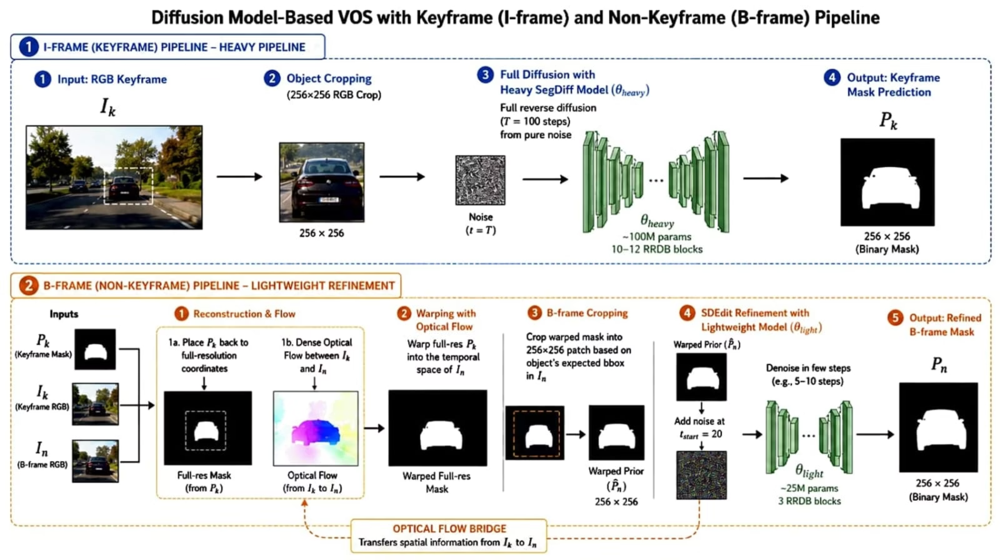 Diffusion Model-Based VOS with Keyframe (I-frame) and Non-Keyframe (B-frame) Pipeline
1 I-FRAME (KEYFRAME) PIPELINE – HEAVY PIPELINE
1 Input: RGB Keyframe
I_k
2 Object Cropping
(256×256 RGB Crop)
256 × 256
3 Full Diffusion with
Heavy SegDiff Model (θ_heavy)
Full reverse diffusion
(T = 100 steps)
from pure noise
Noise
(t = T)
...
θ_heavy
~100M params
10–12 RRDB blocks
4 Output: Keyframe
Mask Prediction
P_k
256 × 256
(Binary Mask)
2 B-FRAME (NON-KEYFRAME) PIPELINE – LIGHTWEIGHT REFINEMENT
Inputs
P_k
(Keyframe Mask)
I_k
(Keyframe RGB)
I_n
(B-frame RGB)
1 Reconstruction & Flow
1a. Place P_k back to
full-resolution
coordinates
Full-res Mask
(from P_k)
1b. Dense Optical
Flow between I_k
and I_n
Optical Flow
(from I_k to I_n)
2 Warping with
Optical Flow
Warp full-res P_k
into the temporal
space of I_n
Warped Full-res
Mask
3 B-frame Cropping
Crop warped mask into
256×256 patch based on
object's expected bbox
in I_n
Warped Prior
(P̂_n)
256 × 256
4 SDEdit Refinement with
Lightweight Model (θ_light)
Warped Prior (P̂_n)
Add noise at
t_start = 20
Denoise in few steps
(e.g., 5–10 steps)
...
θ_light
~25M params
3 RRDB blocks
5 Output: Refined
B-frame Mask
P_n
256 × 256
(Binary Mask)
OPTICAL FLOW BRIDGE
Transfers spatial information from I_k to I_n